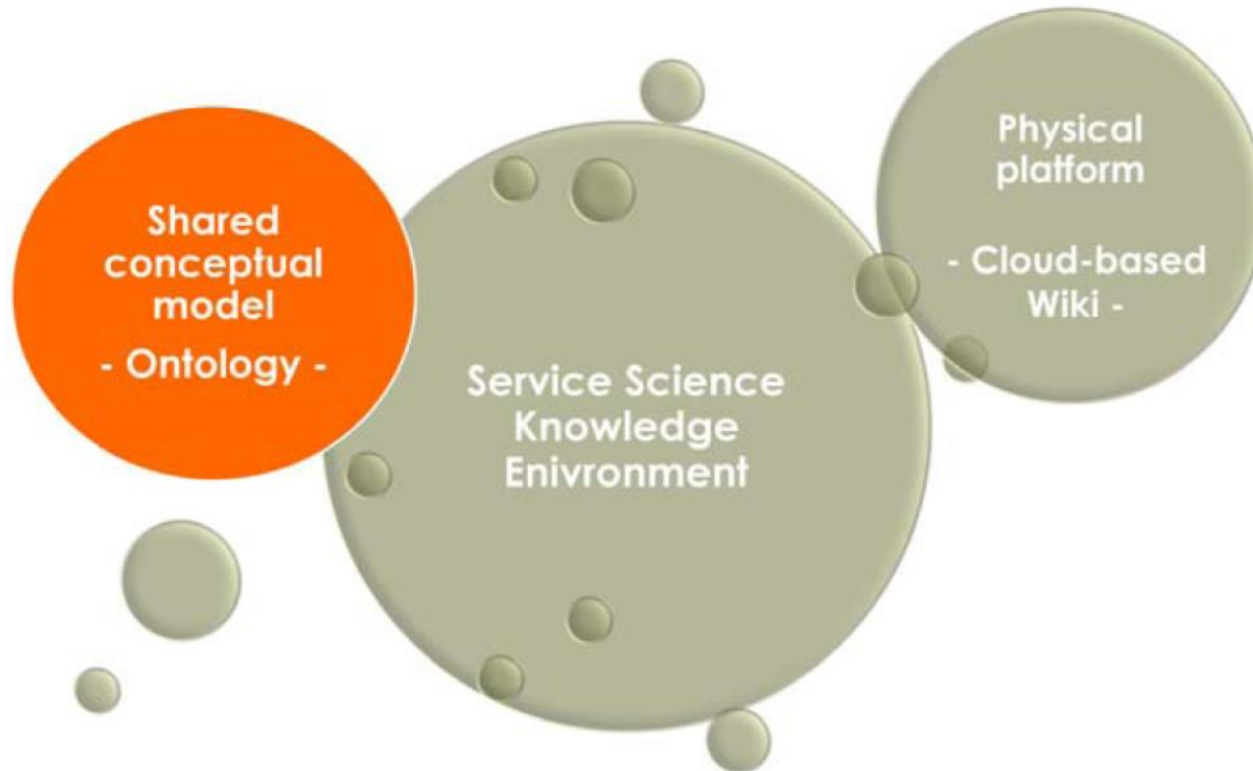 Shared
conceptual
model
- Ontology -
Service Science
Knowledge
Enivronment
Physical
platform
- Cloud-based
Wiki -